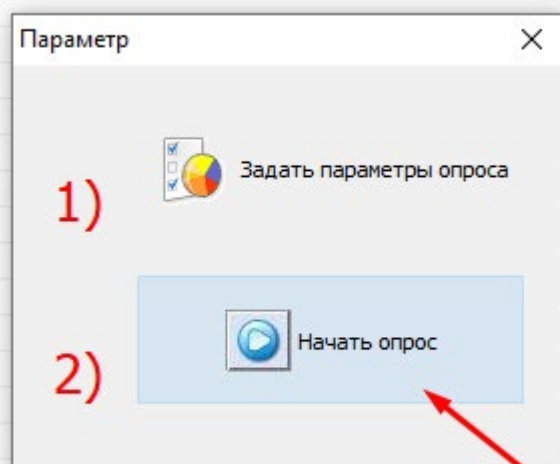 Параметр
1)
Задать параметры опроса
2)
Начать опрос